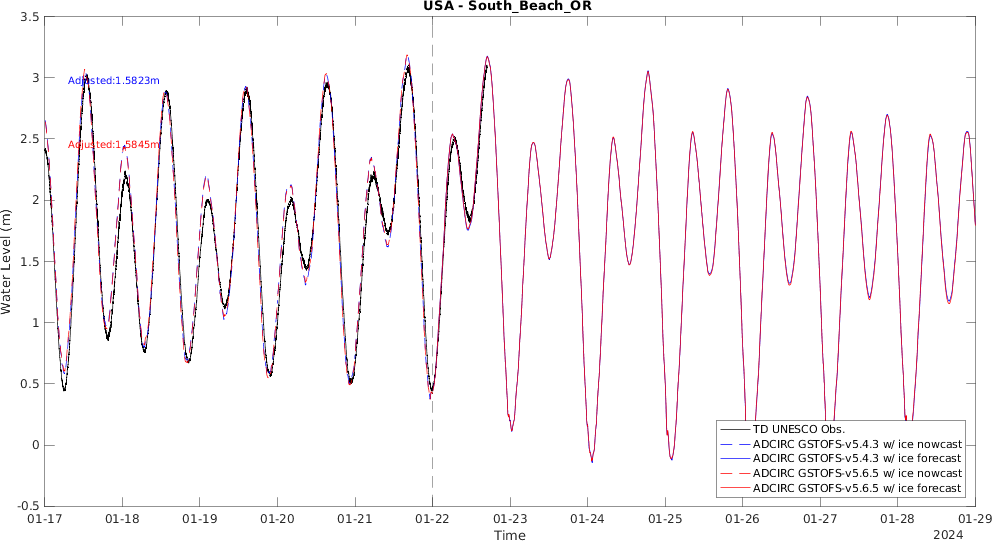 USA - South_Beach_OR
3.5
3
2.5
2
1.5
1
0.5
0
-0.5
Water Level (m)
Adjusted:1.5823m
Adjusted:1.5845m
TD UNESCO Obs.
ADCIRC GSTOFS-v5.4.3 w/ ice nowcast
ADCIRC GSTOFS-v5.4.3 w/ ice forecast
ADCIRC GSTOFS-v5.6.5 w/ ice nowcast
ADCIRC GSTOFS-v5.6.5 w/ ice forecast
01-17 01-18 01-19 01-20 01-21 01-22 01-23 01-24 01-25 01-26 01-27 01-28 01-29
Time
2024